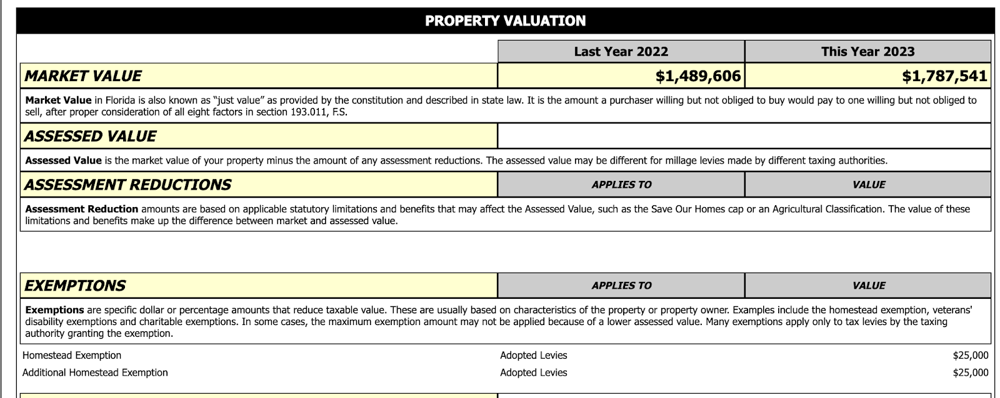 PROPERTY VALUATION
Last Year 2022 This Year 2023
MARKET VALUE $1,489,606 $1,787,541
Market Value in Florida is also known as “just value” as provided by the constitution and described in state law. It is the amount a purchaser willing but not obliged to buy would pay to one willing but not obliged to
sell, after proper consideration of all eight factors in section 193.011, F.S.
ASSESSED VALUE
Assessed Value is the market value of your property minus the amount of any assessment reductions. The assessed value may be different for millage levies made by different taxing authorities.
ASSESSMENT REDUCTIONS APPLIES TO VALUE
Assessment Reduction amounts are based on applicable statutory limitations and benefits that may affect the Assessed Value, such as the Save Our Homes cap or an Agricultural Classification. The value of these
limitations and benefits make up the difference between market and assessed value.
EXEMPTIONS APPLIES TO VALUE
Exemptions are specific dollar or percentage amounts that reduce taxable value. These are usually based on characteristics of the property or property owner. Examples include the homestead exemption, veterans'
disability exemptions and charitable exemptions. In some cases, the maximum exemption amount may not be applied because of a lower assessed value. Many exemptions apply only to tax levies by the taxing
authority granting the exemption.
Homestead Exemption Adopted Levies $25,000
Additional Homestead Exemption Adopted Levies $25,000